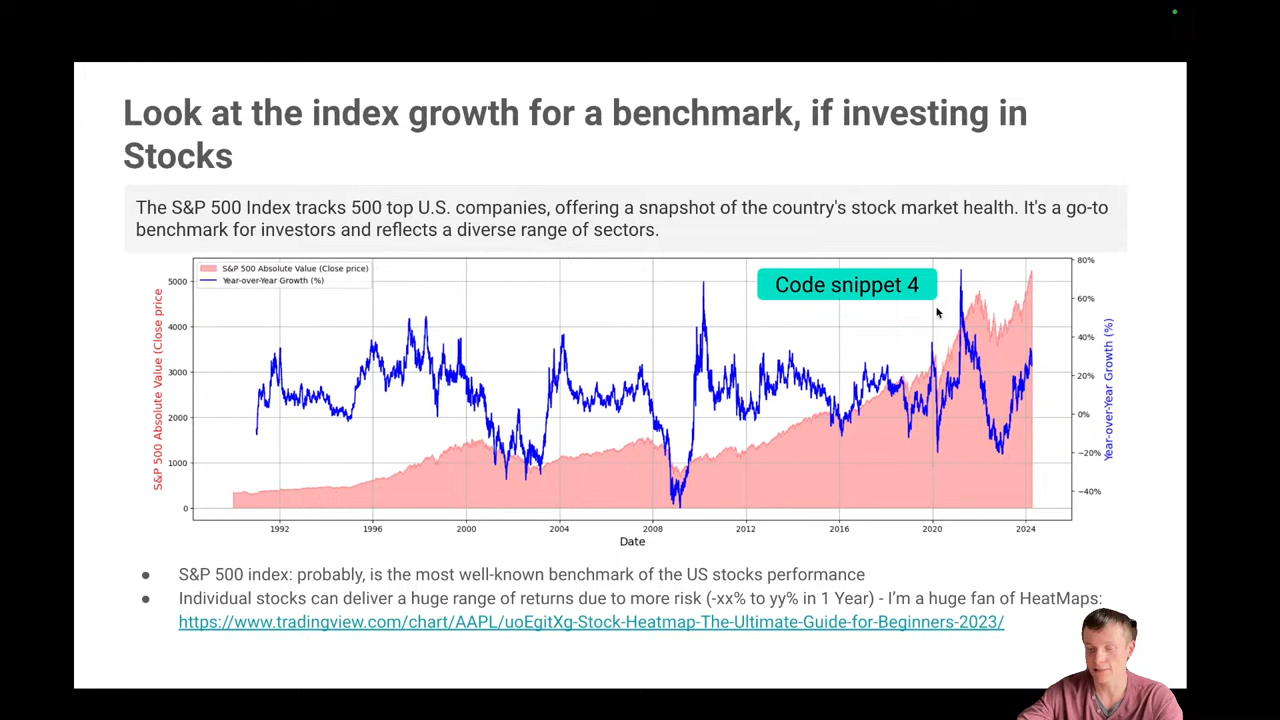 Look at the index growth for a benchmark, if investing in
Stocks
The S&P 500 Index tracks 500 top U.S. companies, offering a snapshot of the country's stock market health. It's a go-to
benchmark for investors and reflects a diverse range of sectors.
S&P 500 Absolute Value (Close price)
Year-over-Year Growth (%)
Code snippet 4
S&P 500 Absolute Value (Close price
5000
4000
3000
2000
1000
0
80%
60%
40%
20%
0%
−20%
−40%
Year-over-Year Growth (%)
1992 1996 2000 2004 2008 2012 2016 2020 2024
Date
● S&P 500 index: probably, is the most well-known benchmark of the US stocks performance
● Individual stocks can deliver a huge range of returns due to more risk (-xx% to yy% in 1 Year) - I'm a huge fan of HeatMaps:
https://www.tradingview.com/chart/AAPL/uoEgitXg-Stock-Heatmap-The-Ultimate-Guide-for-Beginners-2023/